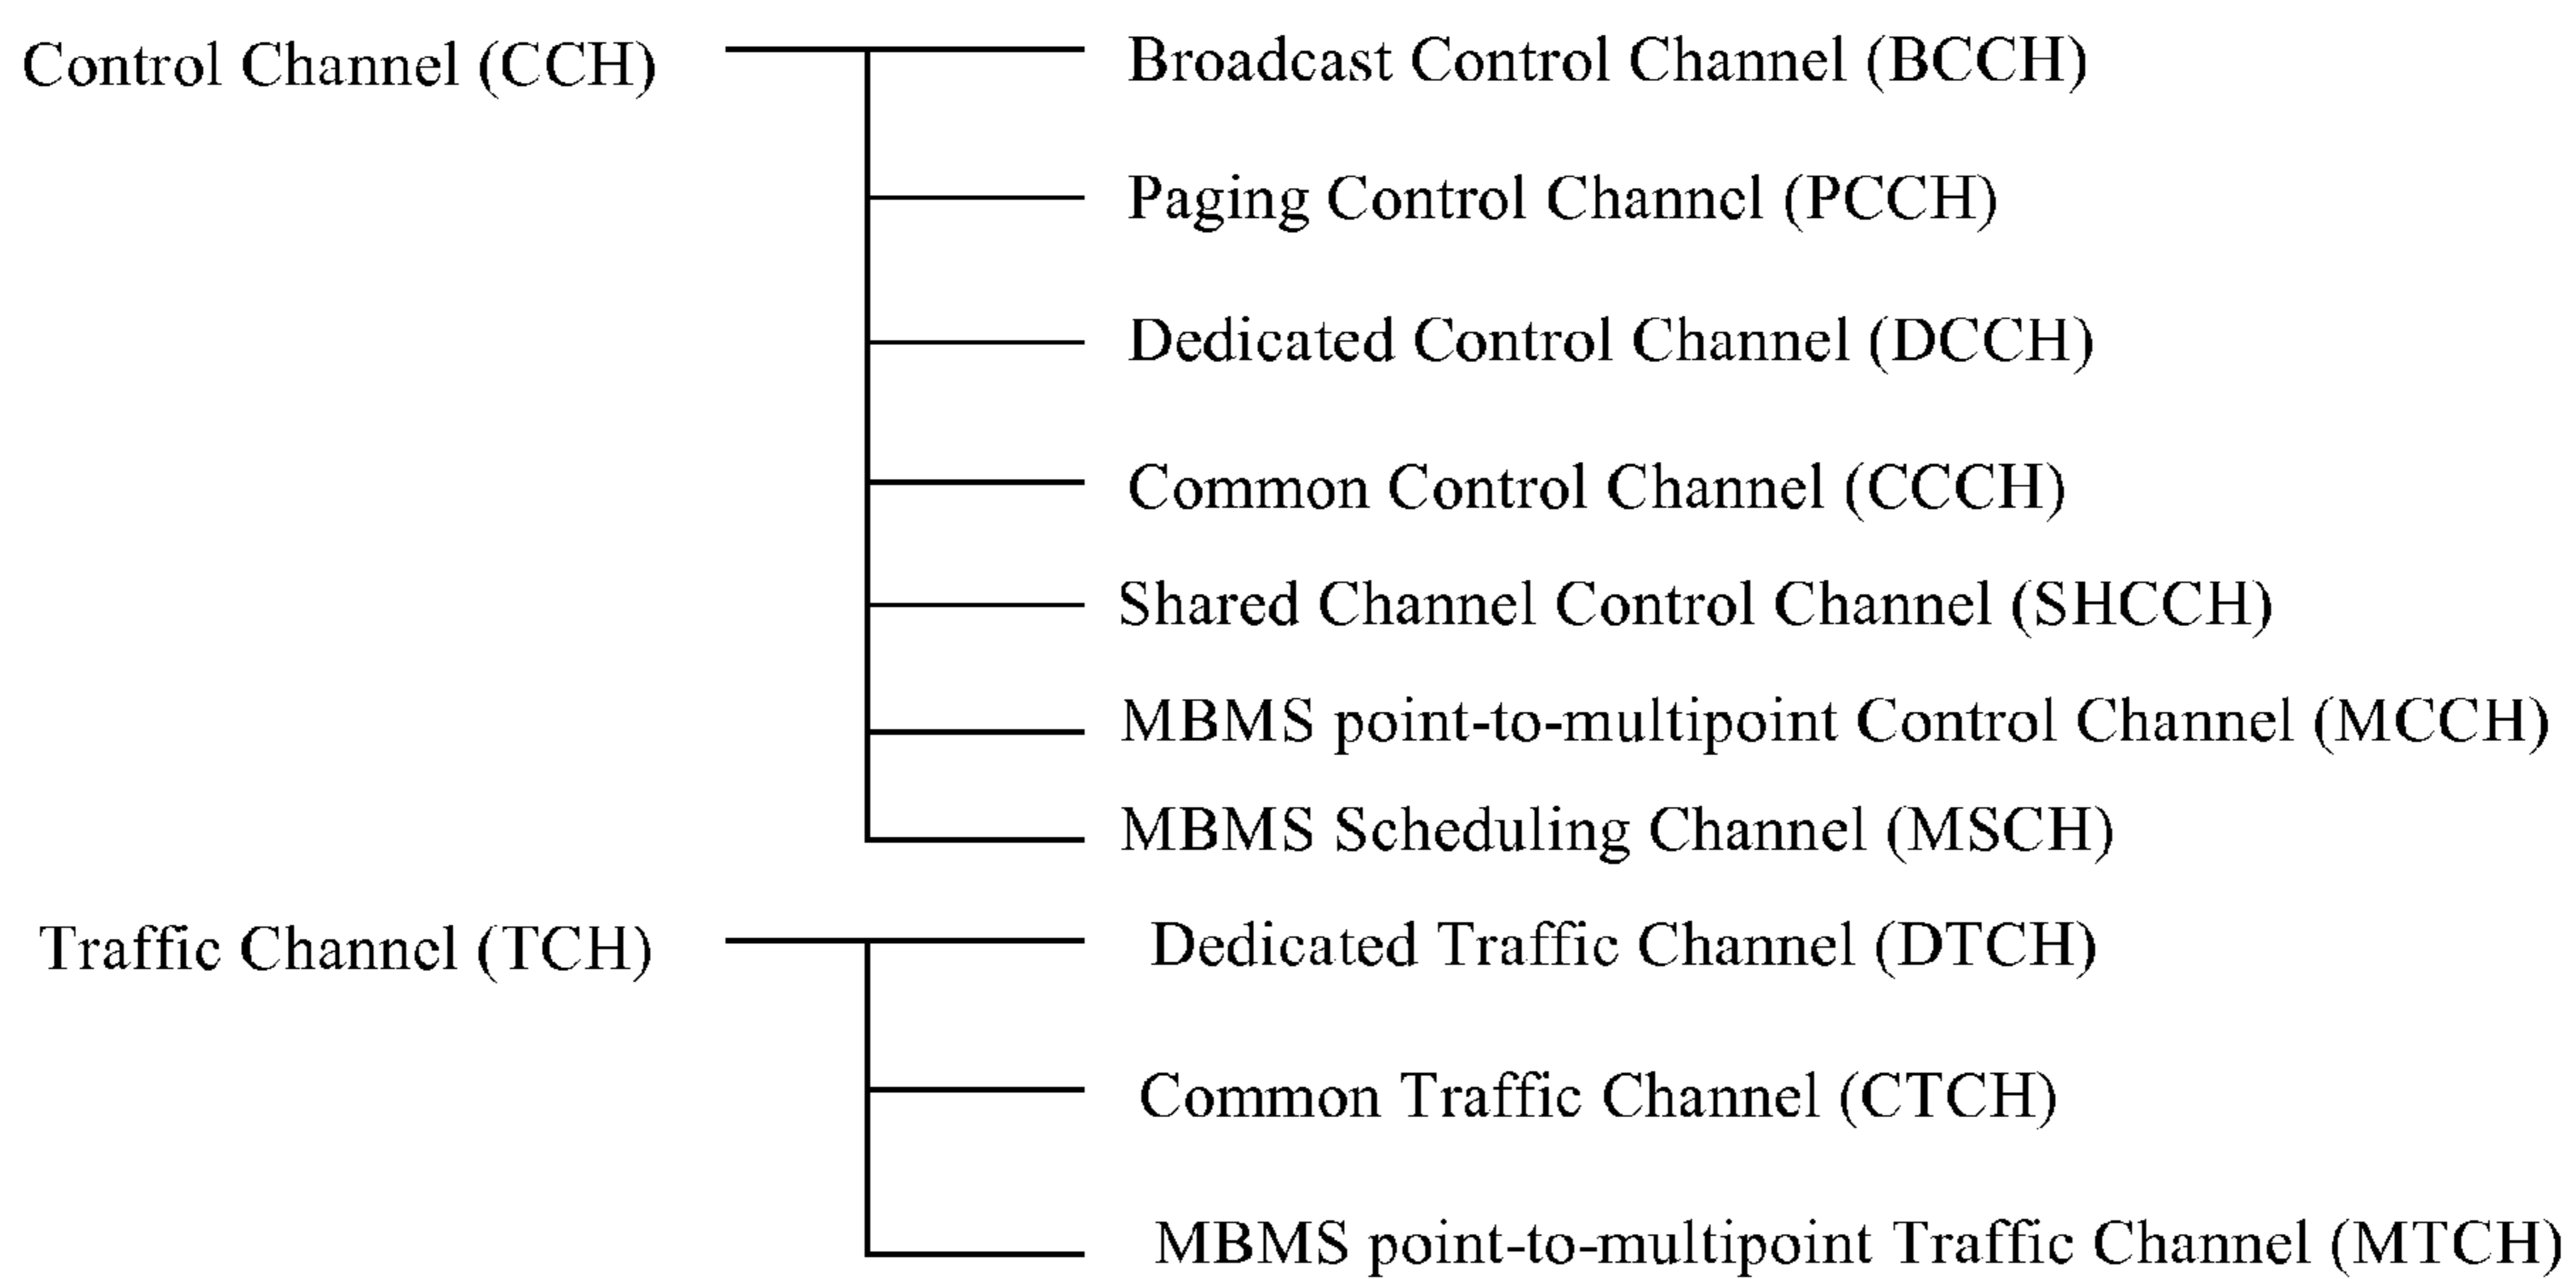 Control Channel (CCH)
Broadcast Control Channel (BCCH)
Paging Control Channel (PCCH)
Dedicated Control Channel (DCCH)
Common Control Channel (CCCH)
Shared Channel Control Channel (SHCCH)
MBMS point-to-multipoint Control Channel (MCCH)
MBMS Scheduling Channel (MSCH)
Traffic Channel (TCH)
Dedicated Traffic Channel (DTCH)
Common Traffic Channel (CTCH)
MBMS point-to-multipoint Traffic Channel (MTCH)